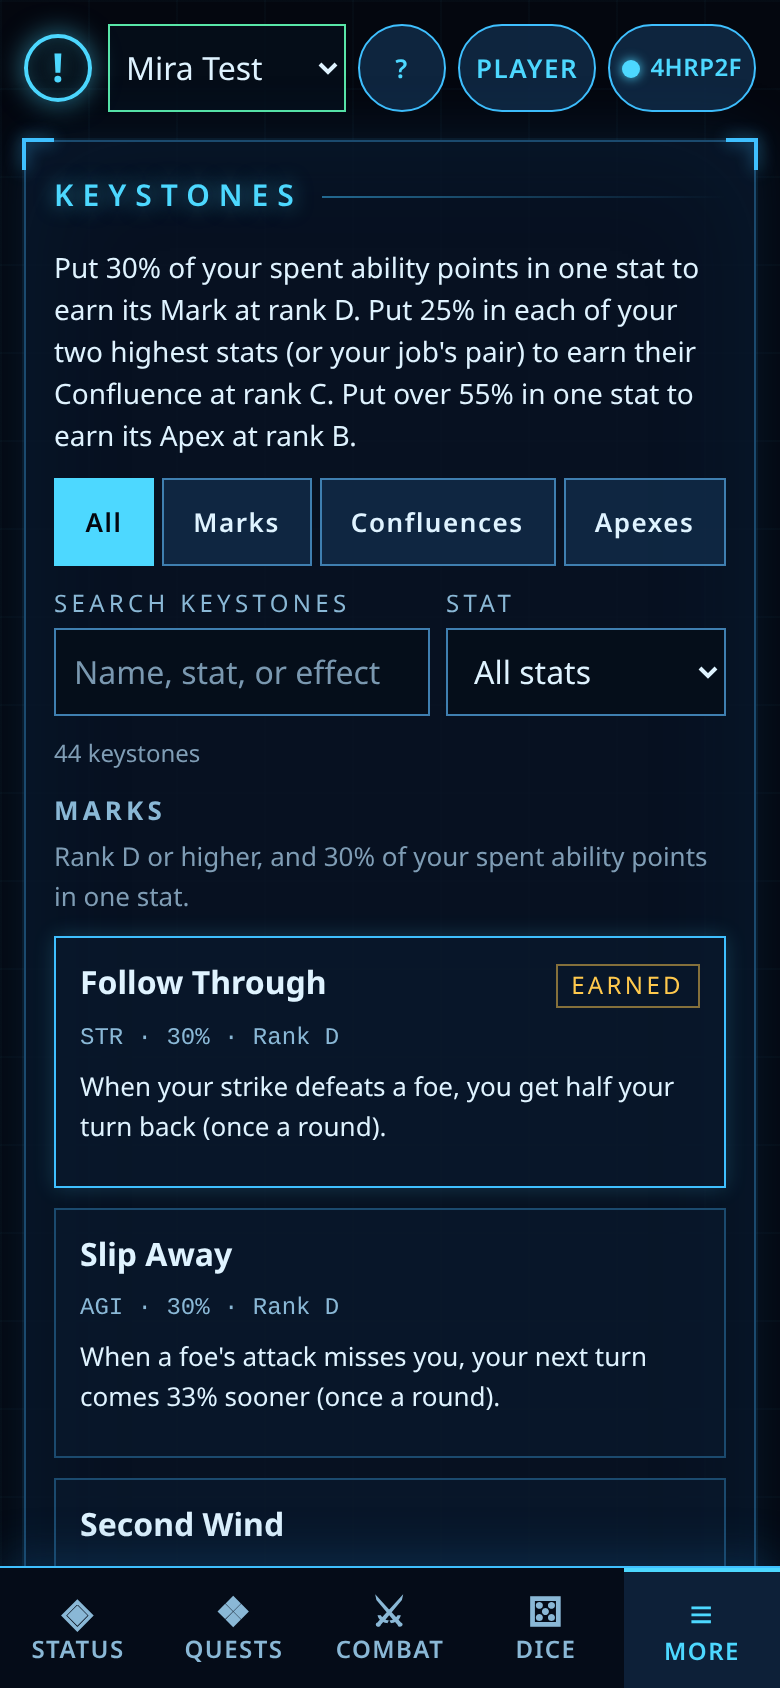 !
Mira Test
?
PLAYER
4HRP2F
KEYSTONES
Put 30% of your spent ability points in one stat to
earn its Mark at rank D. Put 25% in each of your
two highest stats (or your job's pair) to earn their
Confluence at rank C. Put over 55% in one stat to
earn its Apex at rank B.
All
Marks
Confluences
Apexes
SEARCH KEYSTONES
STAT
Name, stat, or effect
All stats
44 keystones
MARKS
Rank D or higher, and 30% of your spent ability points
in one stat.
Follow Through
EARNED
STR · 30% · Rank D
When your strike defeats a foe, you get half your
turn back (once a round).
Slip Away
AGI · 30% · Rank D
When a foe's attack misses you, your next turn
comes 33% sooner (once a round).
Second Wind
STATUS
QUESTS
COMBAT
DICE
MORE